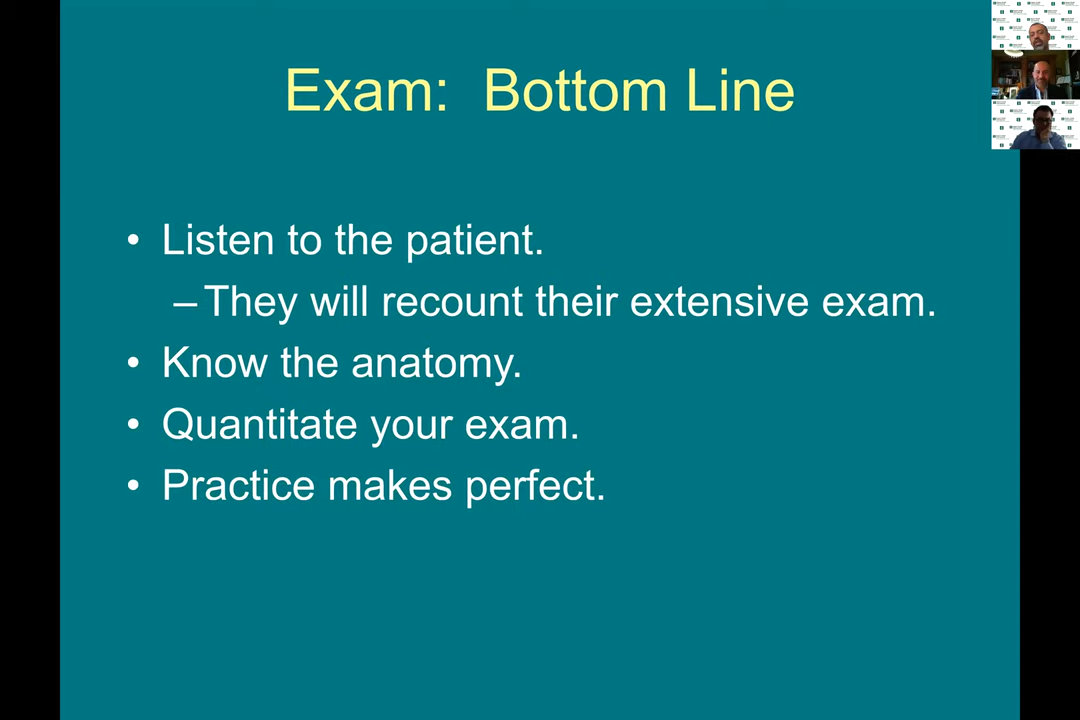 Exam: Bottom Line
• Listen to the patient.
– They will recount their extensive exam.
• Know the anatomy.
• Quantitate your exam.
• Practice makes perfect.